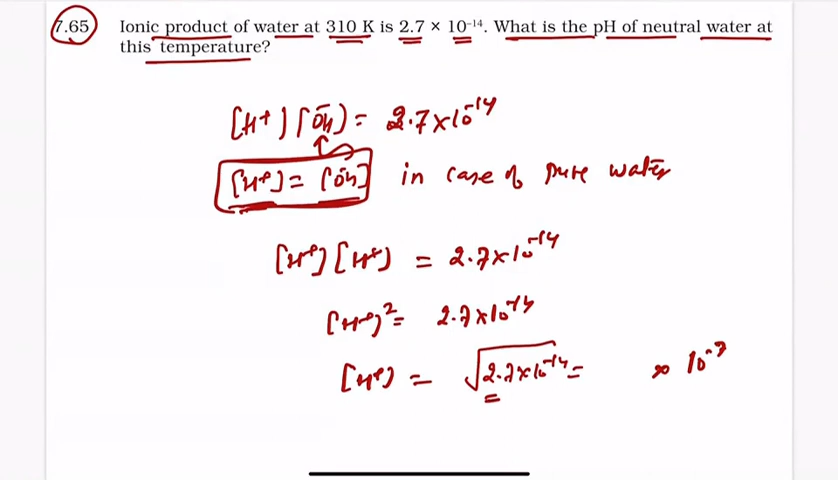 7.65 Ionic product of water at 310 K is 2.7 × 10⁻¹⁴. What is the pH of neutral water at
this temperature?
[H+] [OH⁻] = 2.7×10⁻¹⁴
[H⁺] = [OH⁻] in case of pure water
[H⁺] [H⁺] = 2.7×10⁻¹⁴
[H⁺]² = 2.7×10⁻¹⁴
[H⁺] = √2.7×10⁻¹⁴ = × 10⁻⁷